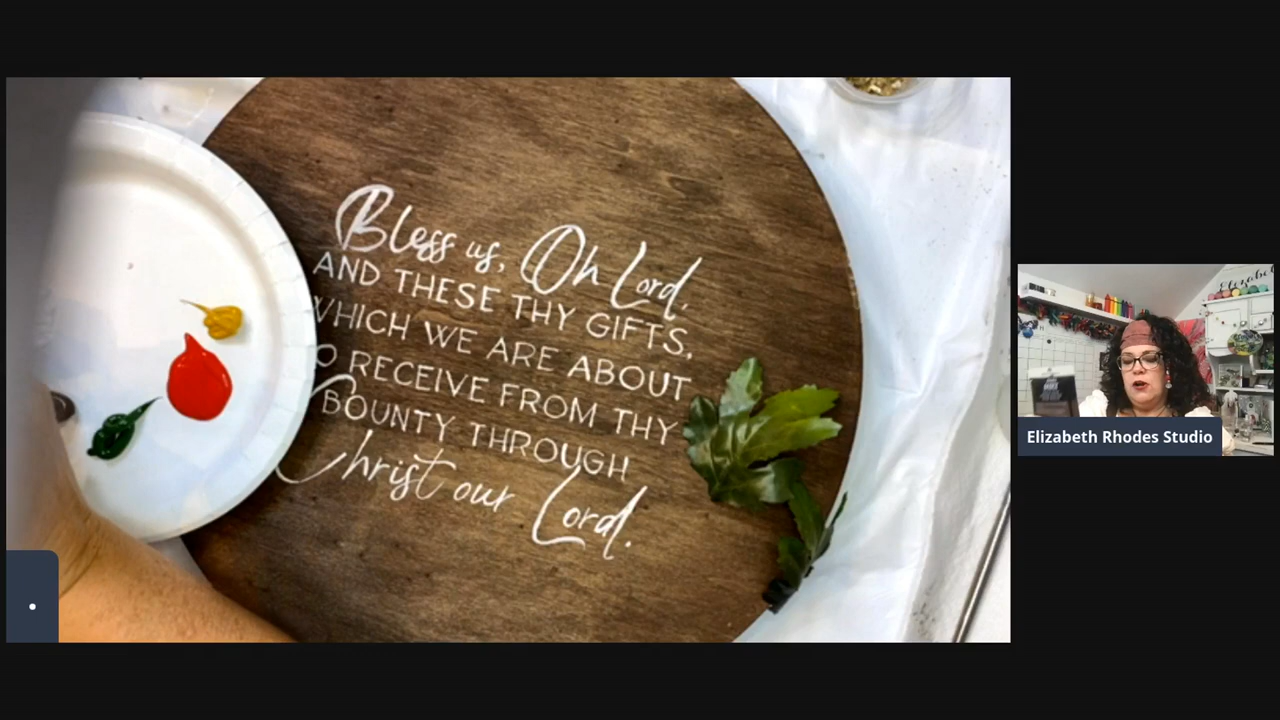 Bless us, Oh Lord,
AND THESE THY GIFTS,
WHICH WE ARE ABOUT
O RECEIVE FROM THY
BOUNTY THROUGH
Christ our Lord.
Elizabeth Rhodes Studio
Elizabe